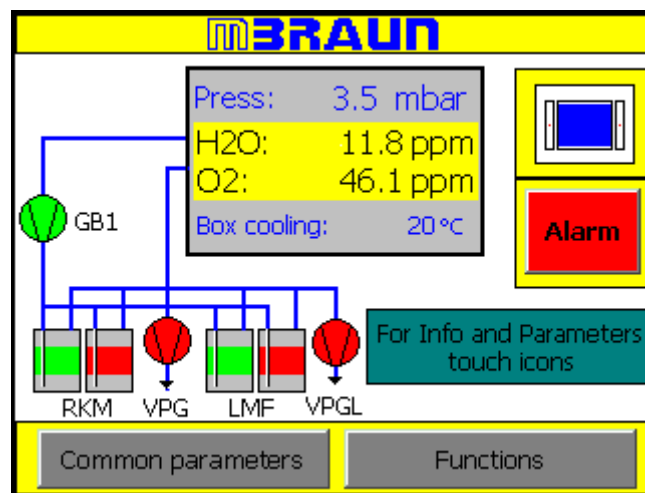 mBRAUN
Press: 3.5 mbar
H2O: 11.8 ppm
O2: 46.1 ppm
Box cooling: 20 °C
GB1
Alarm
For Info and Parameters
touch icons
RKM VPG LMF VPGL
Common parameters Functions